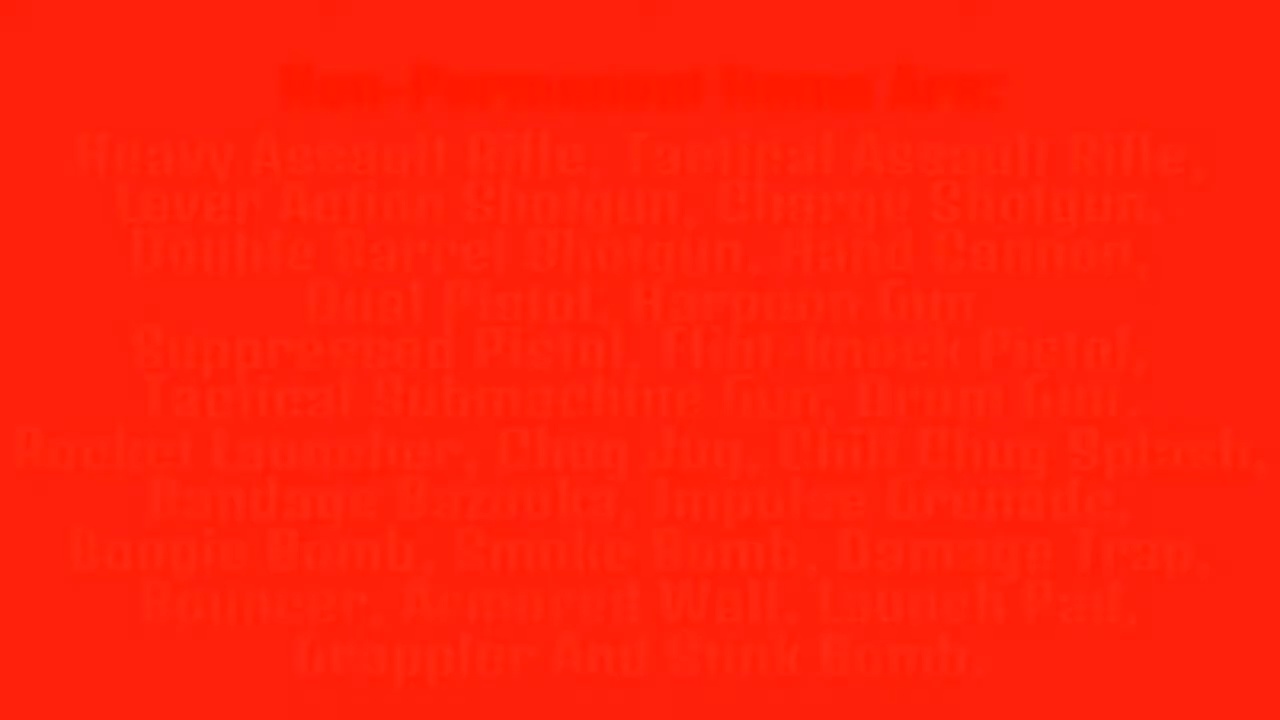 Non-Permanent Items Are:
Heavy Assault Rifle, Tactical Assault Rifle,
Lever Action Shotgun, Charge Shotgun,
Double Barrel Shotgun, Hand Cannon,
Dual Pistol, Harpoon Gun
Suppressed Pistol, Flint-knock Pistol,
Tactical Submachine Gun, Drum Gun,
Rocket Launcher, Chug Jug, Chili Chug Splash,
Bandage Bazooka, Impulse Grenade,
Boogie Bomb, Smoke Bomb, Damage Trap,
Bouncer, Armored Wall, Launch Pad,
Grappler And Stink Bomb.